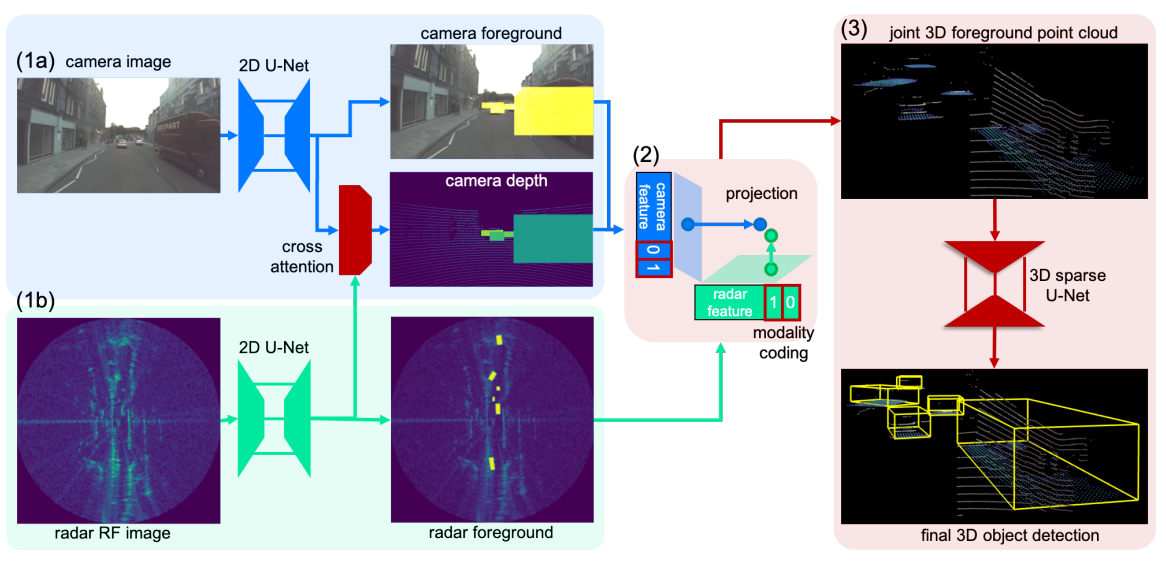 (1a)
camera image
2D U-Net
camera foreground
camera depth
cross
attention
(1b)
2D U-Net
radar RF image
radar foreground
(2)
camera
feature
0
1
projection
radar
feature
1 0
modality
coding
(3)
joint 3D foreground point cloud
3D sparse
U-Net
final 3D object detection